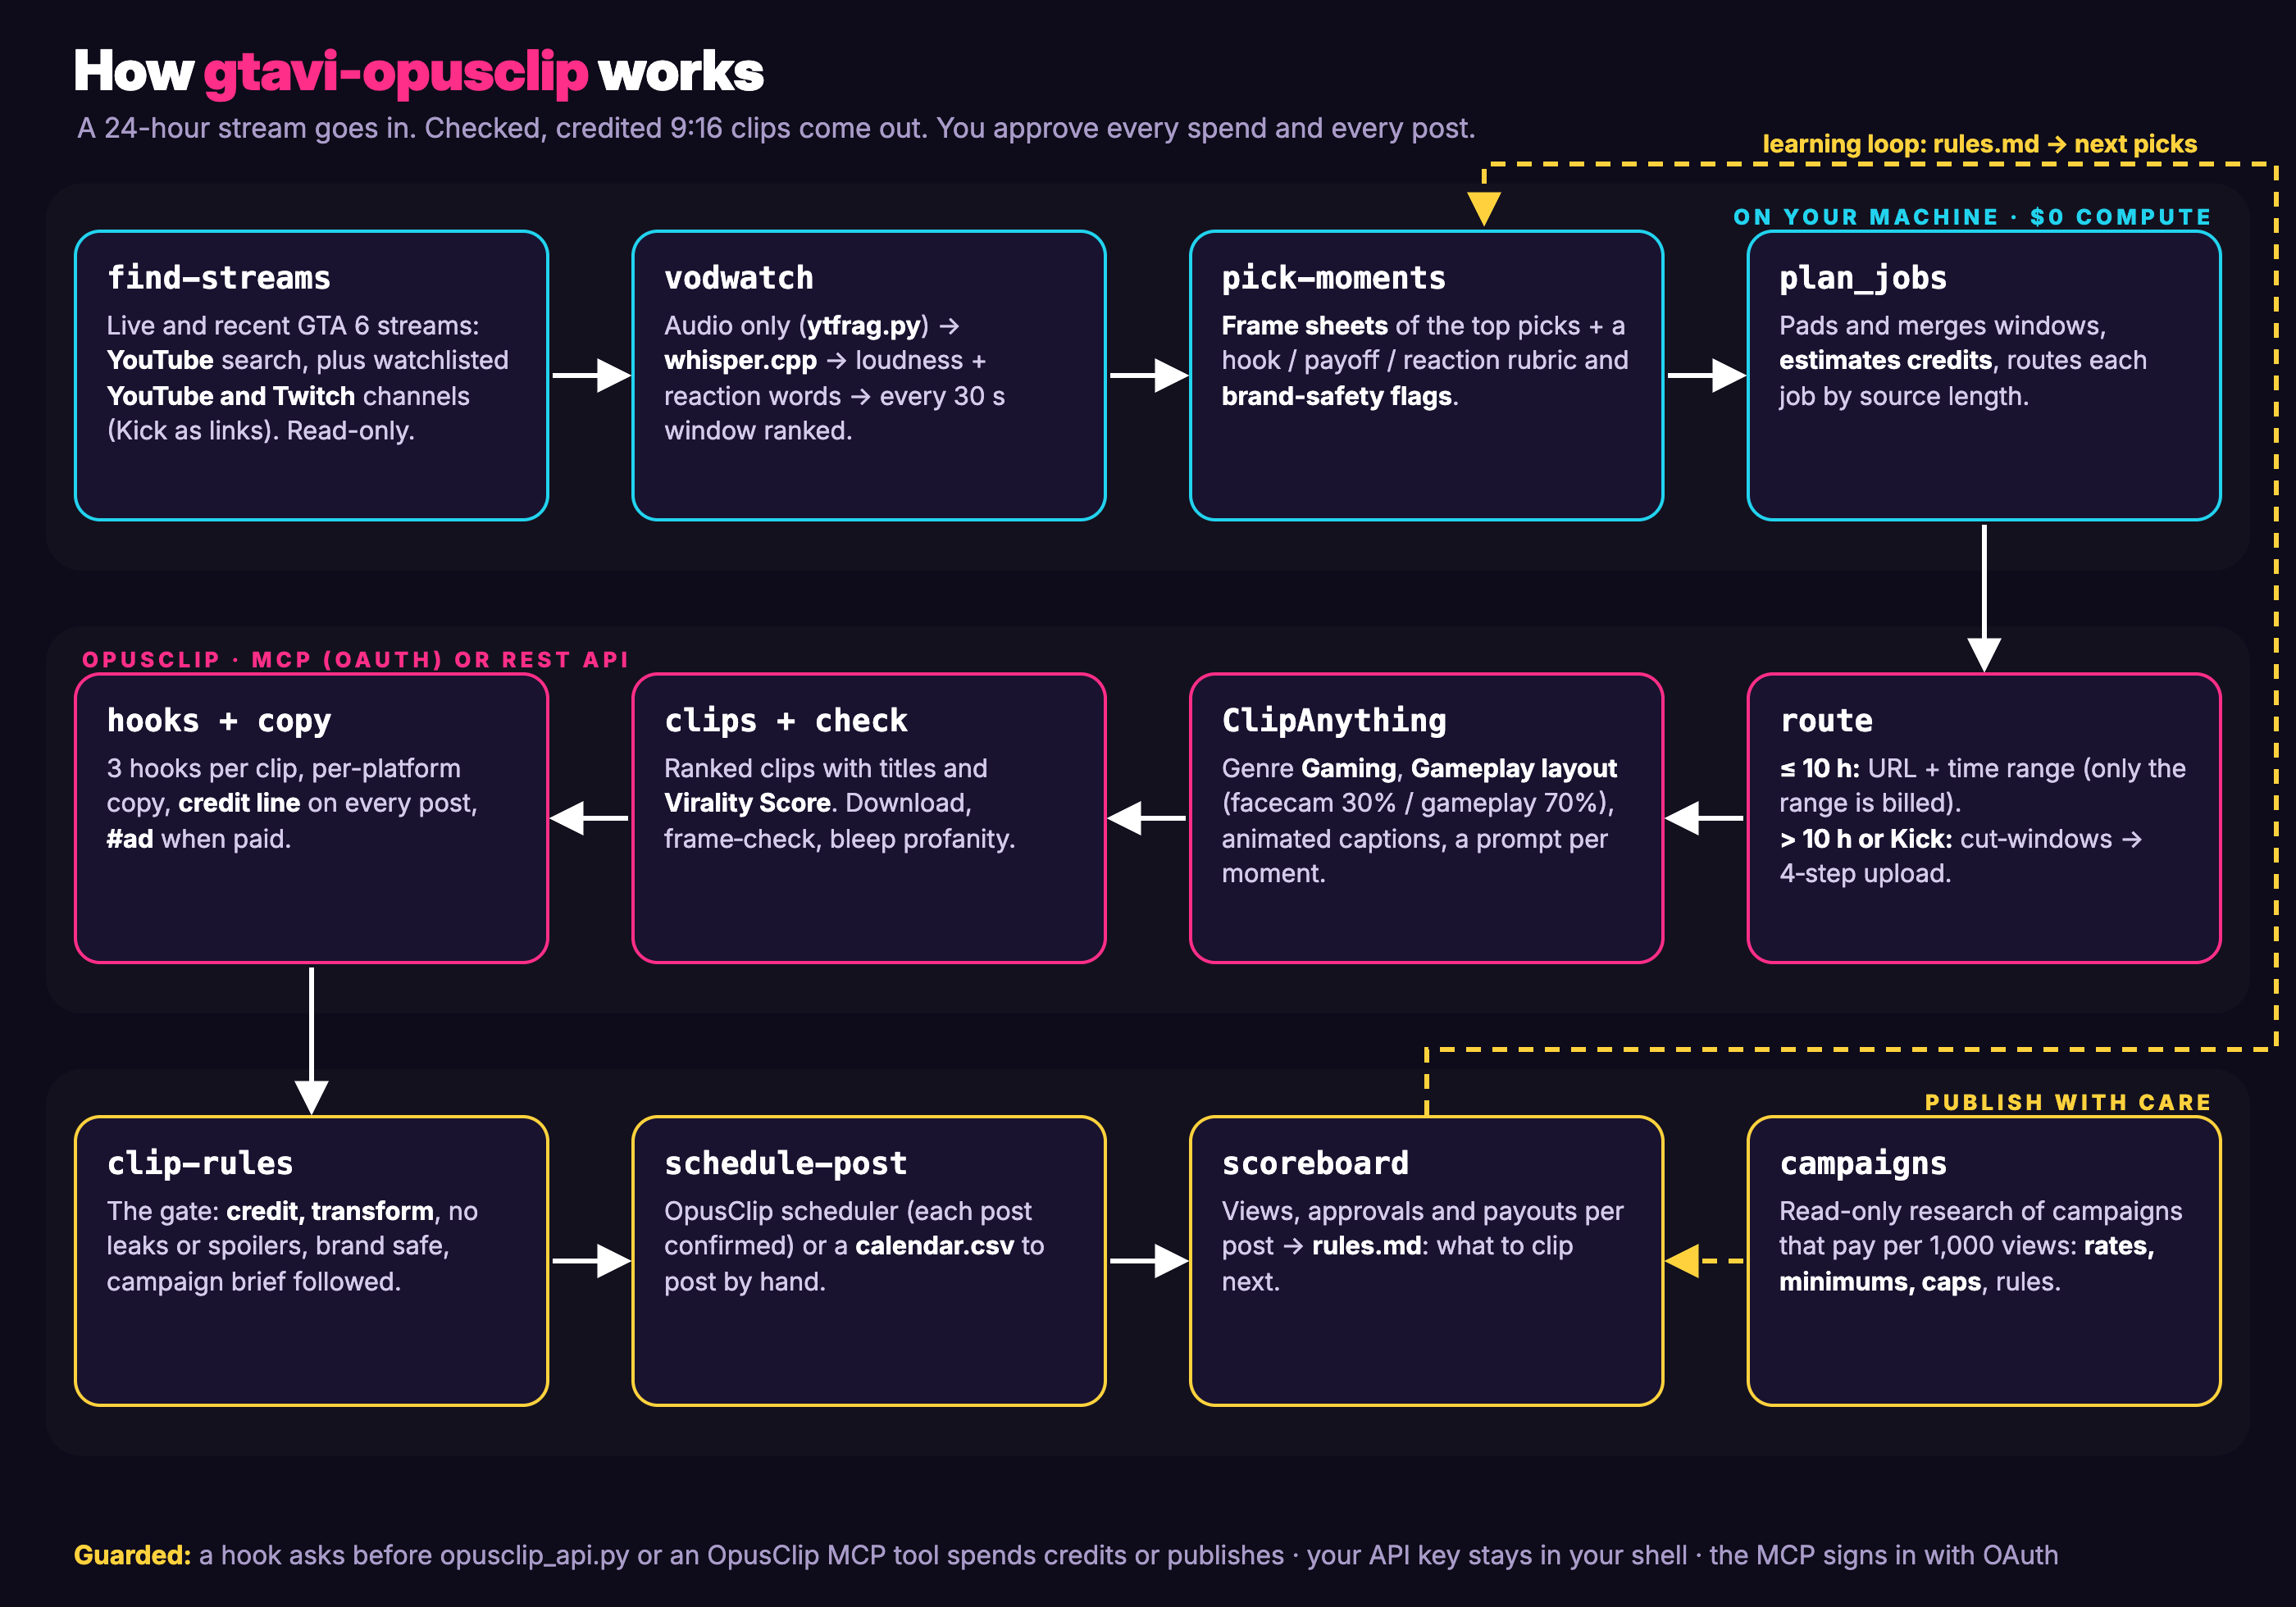 How gtavi-opusclip works
A 24-hour stream goes in. Checked, credited 9:16 clips come out. You approve every spend and every post.
learning loop: rules.md → next picks
ON YOUR MACHINE · $0 COMPUTE
find-streams
Live and recent GTA 6 streams:
YouTube search, plus watchlisted
YouTube and Twitch channels
(Kick as links). Read-only.
vodwatch
Audio only (ytfrag.py) →
whisper.cpp → loudness +
reaction words → every 30 s
window ranked.
pick-moments
Frame sheets of the top picks + a
hook / payoff / reaction rubric and
brand-safety flags.
plan_jobs
Pads and merges windows,
estimates credits, routes each
job by source length.
OPUSCLIP · MCP (OAUTH) OR REST API
hooks + copy
3 hooks per clip, per-platform
copy, credit line on every post,
#ad when paid.
clips + check
Ranked clips with titles and
Virality Score. Download,
frame-check, bleep profanity.
ClipAnything
Genre Gaming, Gameplay layout
(facecam 30% / gameplay 70%),
animated captions, a prompt per
moment.
route
≤ 10 h: URL + time range (only the
range is billed).
> 10 h or Kick: cut-windows →
4-step upload.
PUBLISH WITH CARE
clip-rules
The gate: credit, transform, no
leaks or spoilers, brand safe,
campaign brief followed.
schedule-post
OpusClip scheduler (each post
confirmed) or a calendar.csv to
post by hand.
scoreboard
Views, approvals and payouts per
post → rules.md: what to clip
next.
campaigns
Read-only research of campaigns
that pay per 1,000 views: rates,
minimums, caps, rules.
Guarded: a hook asks before opusclip_api.py or an OpusClip MCP tool spends credits or publishes · your API key stays in your shell · the MCP signs in with OAuth